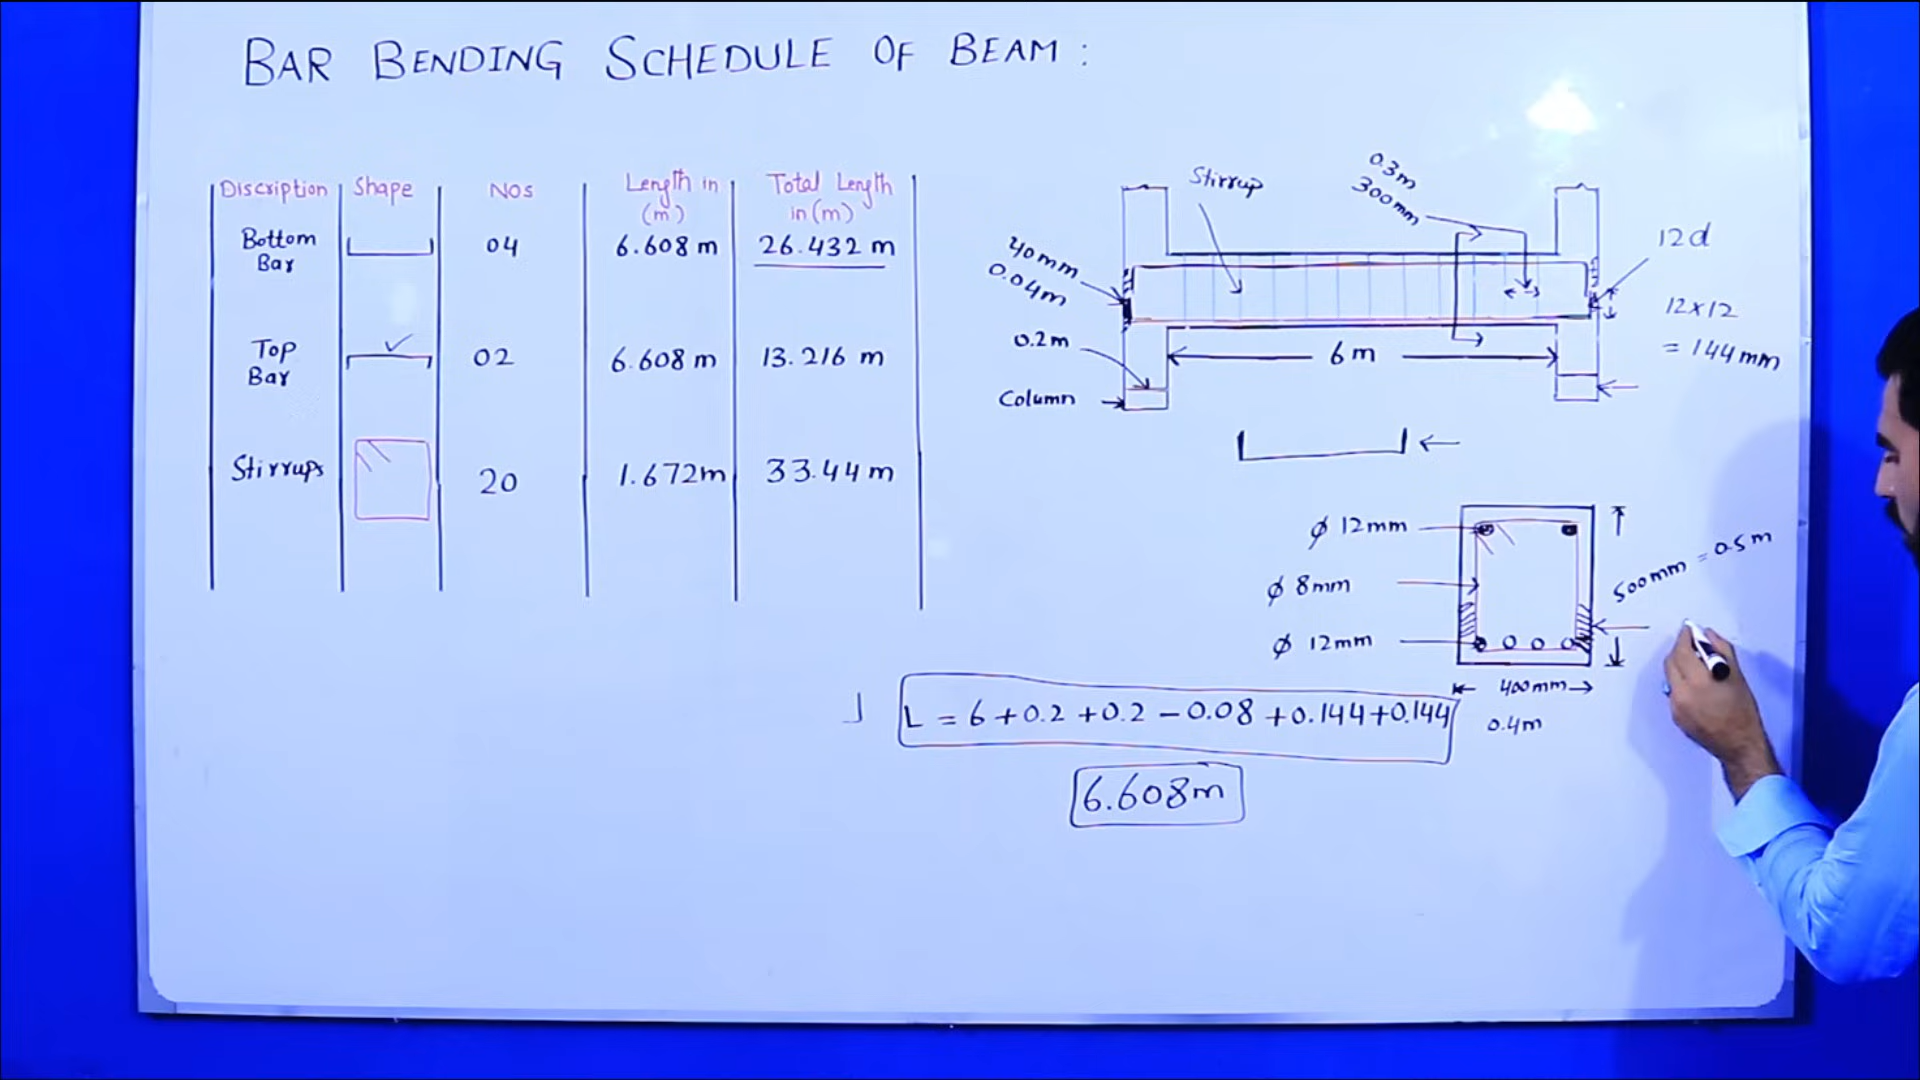 BAR BENDING SCHEDULE OF BEAM :
Discription Shape Nos Length in (m) Total Length in (m)
Bottom Bar 04 6.608 m 26.432 m
Top Bar 02 6.608 m 13.216 m
Stirrups 20 1.672m 33.44 m
Stirrup
0.3m
300mm
40mm
0.04m
12d
12x12
= 144mm
0.2m
6 m
Column
ϕ 12mm
ϕ 8mm
ϕ 12mm
500mm = 0.5m
400mm
0.4m
L = 6 + 0.2 + 0.2 - 0.08 + 0.144 + 0.144
6.608m